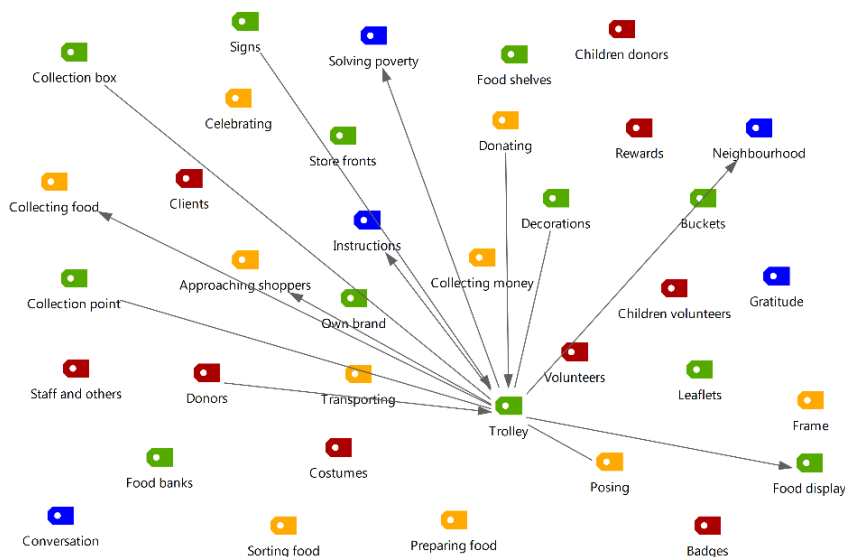 Signs
Solving poverty
Children donors
Collection box
Food shelves
Celebrating
Store fronts
Donating
Rewards
Neighbourhood
Collecting food
Clients
Instructions
Decorations
Buckets
Approaching shoppers
Collecting money
Collection point
Own brand
Children volunteers
Gratitude
Staff and others
Donors
Transporting
Volunteers
Leaflets
Trolley
Frame
Food banks
Costumes
Posing
Food display
Conversation
Sorting food
Preparing food
Badges